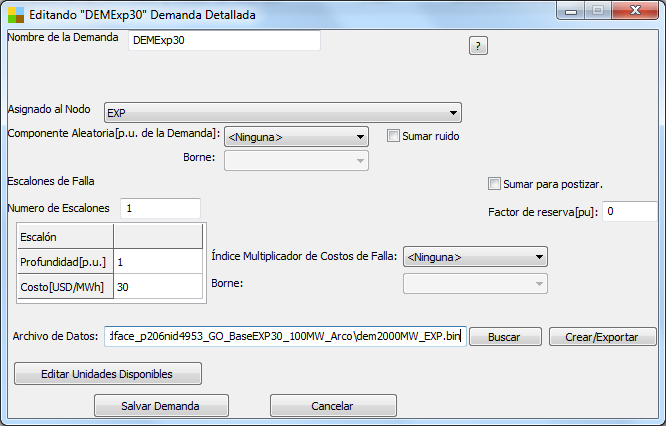 Editando "DEMExp30" Demanda Detallada
Nombre de la Demanda DEMExp30 ?
Asignado al Nodo EXP
Componente Aleatoria[p.u. de la Demanda]: <Ninguna> Sumar ruido
Borne:
Escalones de Falla Sumar para postizar.
Numero de Escalones 1 Factor de reserva[pu]: 0
Escalón
Profundidad[p.u.] 1 Índice Multiplicador de Costos de Falla: <Ninguna>
Costo[USD/MWh] 30 Borne:
Archivo de Datos: face_p206nid4953_GO_BaseEXP30_100MW_Arco\dem2000MW_EXP.bin Buscar Crear/Exportar
Editar Unidades Disponibles
Salvar Demanda Cancelar